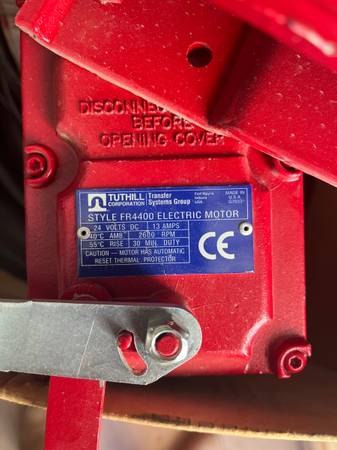 DISCONNEC
BEFORE
OPENING COVER
TUTHILL
CORPORATION
Transfer
Systems Group
Fort Wayne
Indiana
USA
MADE IN
U.S.A.
STYLE FR4400 ELECTRIC MOTOR
24 VOLTS DC 13 AMPS
40°C AMB 2600 RPM
55°C RISE 30 MIN. DUTY
CAUTION — MOTOR HAS AUTOMATIC
RESET THERMAL PROTECTOR
CE